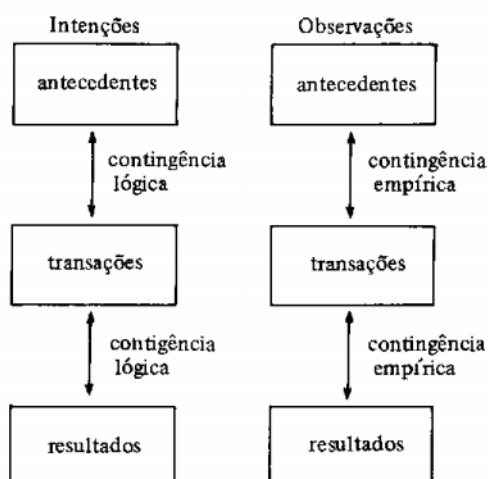 Intenções
antecedentes
contingência
lógica
transações
contigência
lógica
resultados
Observações
antecedentes
contingência
empírica
transações
contingência
empírica
resultados